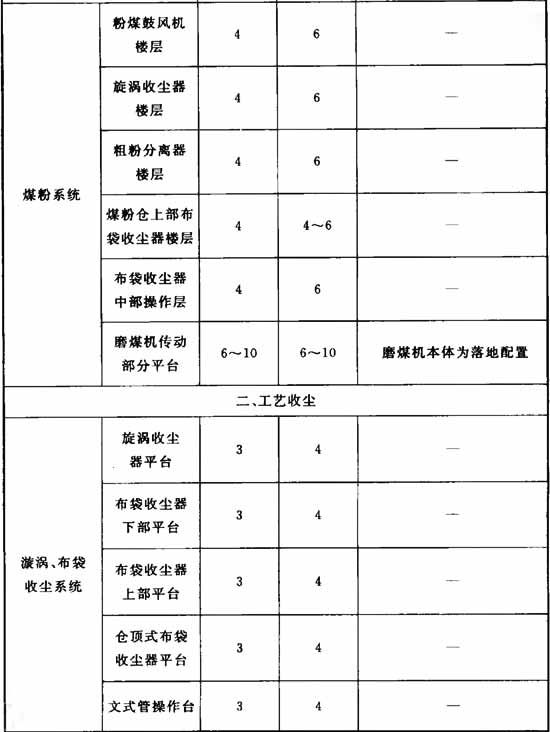 粉煤鼓风机
楼层
4
6
—
旋涡收尘器
楼层
4
6
—
粗粉分离器
楼层
4
6
—
煤粉系统
煤粉仓上部布
袋收尘器楼层
4
4～6
—
布袋收尘器
中部操作层
4
6
—
磨煤机传动
部分平台
6～10
6～10
磨煤机本体为落地配置
二、工艺收尘
旋涡收尘
器平台
3
4
—
布袋收尘器
下部平台
3
4
—
漩涡、布袋
收尘系统
布袋收尘器
上部平台
3
4
—
仓顶式布袋
收尘器平台
3
4
—
文式管操作台
3
4
—